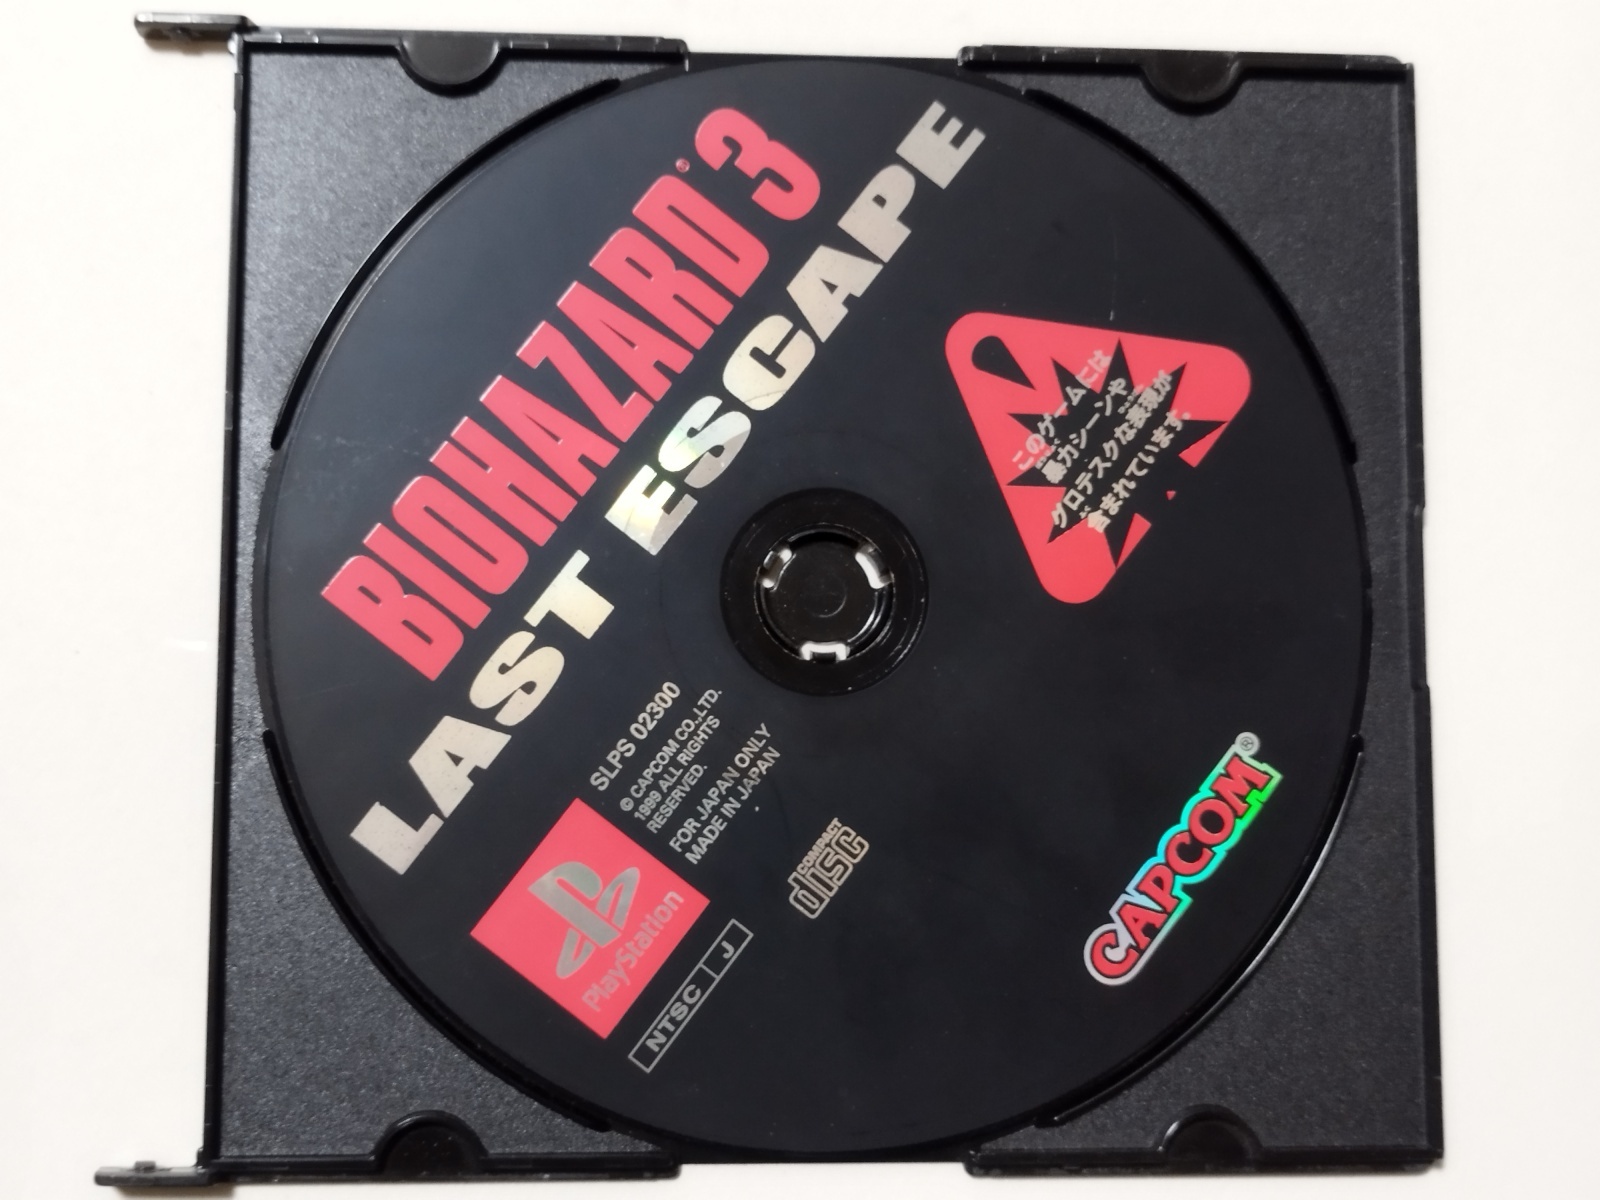 BIOHAZARD® 3
LAST ESCAPE
このゲームには
暴力シーンや
グロテスクな表現が
含まれています。
SLPS 02300
© CAPCOM CO.,LTD.
1999 ALL RIGHTS
RESERVED.
FOR JAPAN ONLY
MADE IN JAPAN
PlayStation
NTSC J
COMPACT
disc
CAPCOM®